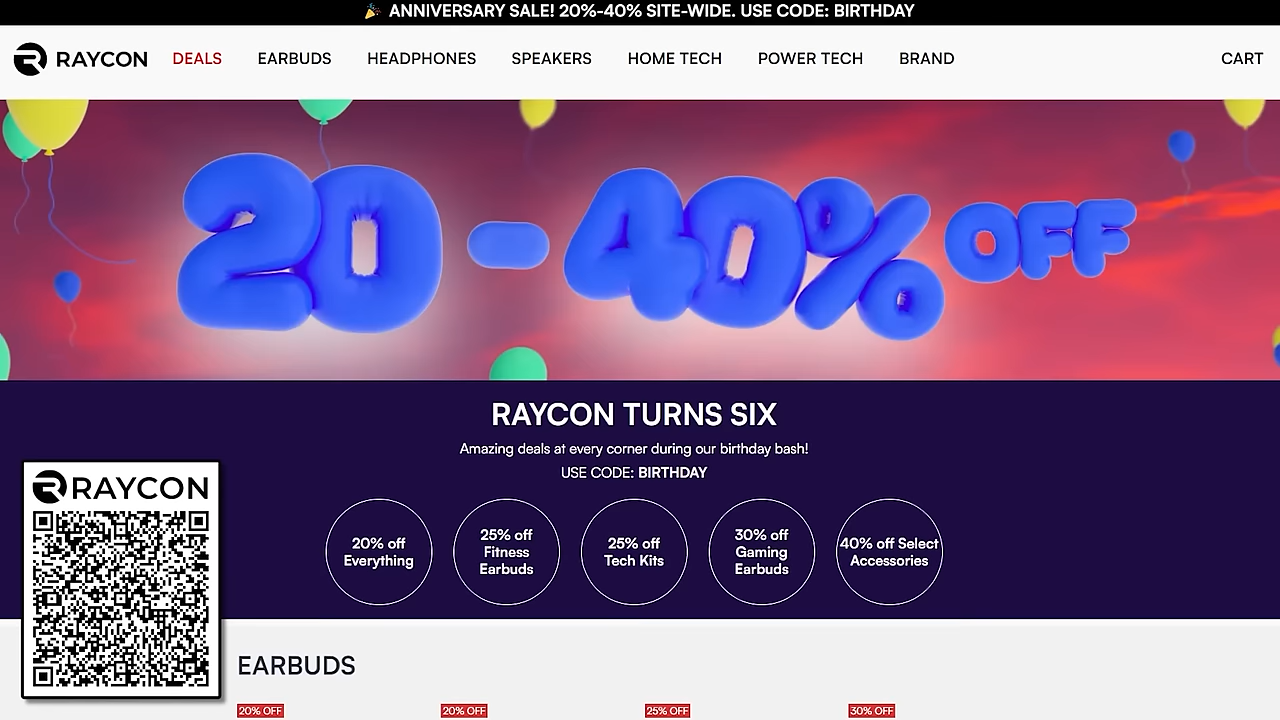 🎉 ANNIVERSARY SALE! 20%-40% SITE-WIDE. USE CODE: BIRTHDAY
RAYCON DEALS EARBUDS HEADPHONES SPEAKERS HOME TECH POWER TECH BRAND CART
20-40% OFF
RAYCON TURNS SIX
Amazing deals at every corner during our birthday bash!
USE CODE: BIRTHDAY
20% off
Everything
25% off
Fitness
Earbuds
25% off
Tech Kits
30% off
Gaming
Earbuds
40% off Select
Accessories
RAYCON
EARBUDS
20% OFF
20% OFF
25% OFF
30% OFF